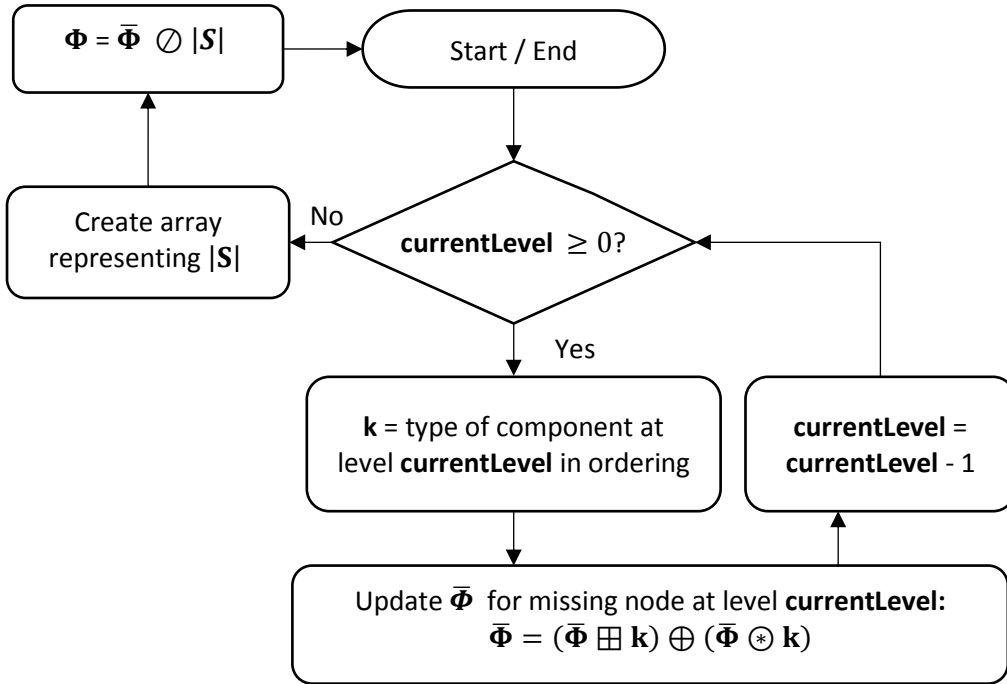 𝚽 = 𝚽̅ ⊘ |𝑺|
Start / End
Create array
representing |𝐒|
No
currentLevel ≥ 0?
Yes
k = type of component at
level currentLevel in ordering
currentLevel =
currentLevel - 1
Update 𝜱̅ for missing node at level currentLevel:
𝚽̅ = (𝚽̅ ⊞ 𝐤) ⊕ (𝚽̅ ⊛ 𝐤)